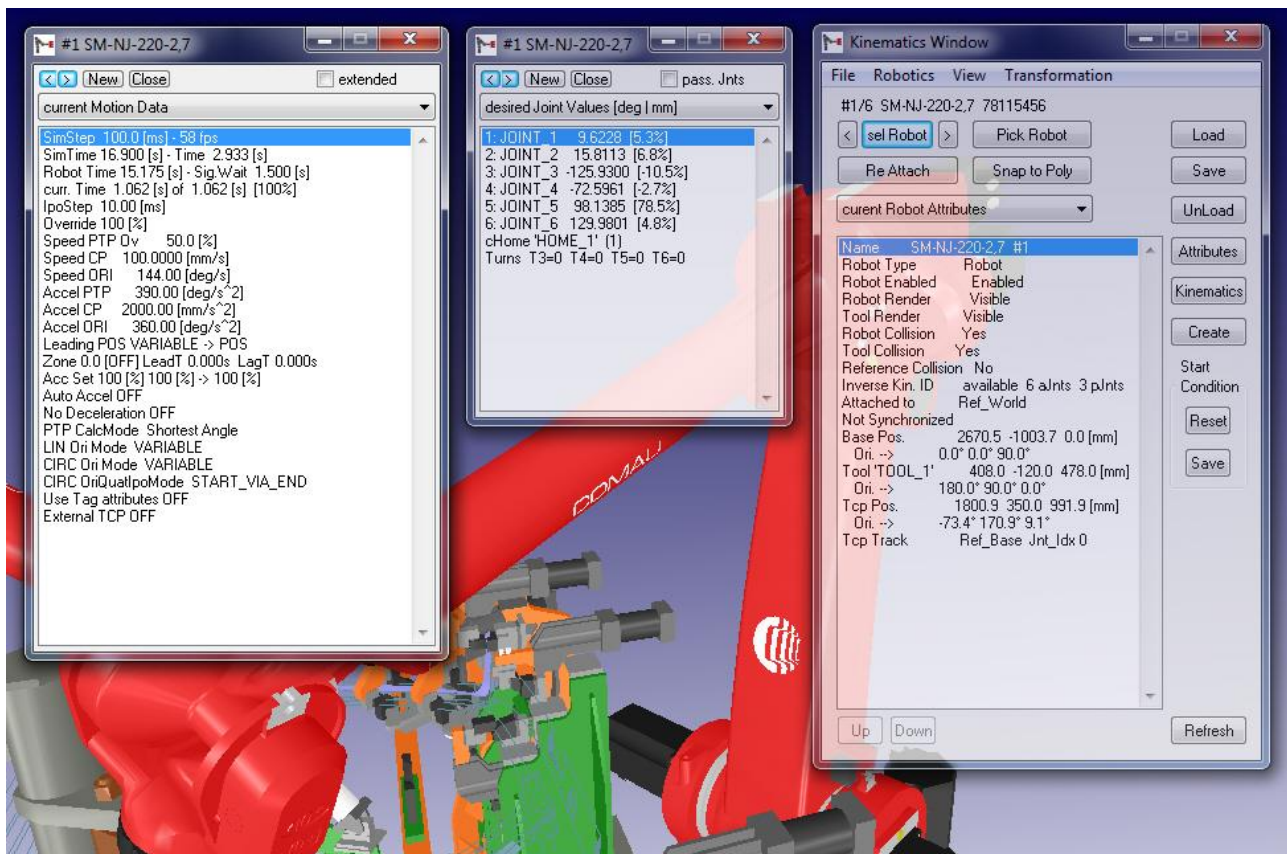 #1 SM-NJ-220-2,7
< > New Close extended
current Motion Data
SimStep 100.0 [ms] - 58 fps
SimTime 16.900 [s] - Time 2.933 [s]
Robot Time 15.175 [s] - Sig.Wait 1.500 [s]
curr. Time 1.062 [s] of 1.062 [s] [100%]
IpoStep 10.00 [ms]
Override 100 [%]
Speed PTP Ov 50.0 [%]
Speed CP 100.0000 [mm/s]
Speed ORI 144.00 [deg/s]
Accel PTP 390.00 [deg/s^2]
Accel CP 2000.00 [mm/s^2]
Accel ORI 360.00 [deg/s^2]
Leading POS VARIABLE -> POS
Zone 0.0 [OFF] LeadT 0.000s LagT 0.000s
Acc Set 100 [%] 100 [%] -> 100 [%]
Auto Accel OFF
No Deceleration OFF
PTP CalcMode Shortest Angle
LIN Ori Mode VARIABLE
CIRC Ori Mode VARIABLE
CIRC OriQuatIpoMode START_VIA_END
Use Tag attributes OFF
External TCP OFF
#1 SM-NJ-220-2,7
< > New Close pass. Jnts
desired Joint Values [deg | mm]
1: JOINT_1 9.6228 [5.3%]
2: JOINT_2 15.8113 [6.8%]
3: JOINT_3 -125.9300 [-10.5%]
4: JOINT_4 -72.5961 [-2.7%]
5: JOINT_5 98.1385 [78.5%]
6: JOINT_6 129.9801 [4.8%]
cHome 'HOME_1' (1)
Turns T3=0 T4=0 T5=0 T6=0
Kinematics Window
File Robotics View Transformation
#1/6 SM-NJ-220-2,7 78115456
< sel Robot > Pick Robot Load
Re Attach Snap to Poly Save
curent Robot Attributes UnLoad
Name SM-NJ-220-2,7 #1
Robot Type Robot
Robot Enabled Enabled
Robot Render Visible
Tool Render Visible
Robot Collision Yes
Tool Collision Yes
Reference Collision No
Inverse Kin. ID available 6 aJnts 3 pJnts
Attached to Ref_World
Not Synchronized
Base Pos. 2670.5 -1003.7 0.0 [mm]
Ori. --> 0.0° 0.0° 90.0°
Tool 'TOOL_1' 408.0 -120.0 478.0 [mm]
Ori. --> 180.0° 90.0° 0.0°
Tcp Pos. 1800.9 350.0 991.9 [mm]
Ori. --> -73.4° 170.9° 9.1°
Tcp Track Ref_Base Jnt_Idx 0
Attributes
Kinematics
Create
Start
Condition
Reset
Save
Up Down Refresh
COMAU